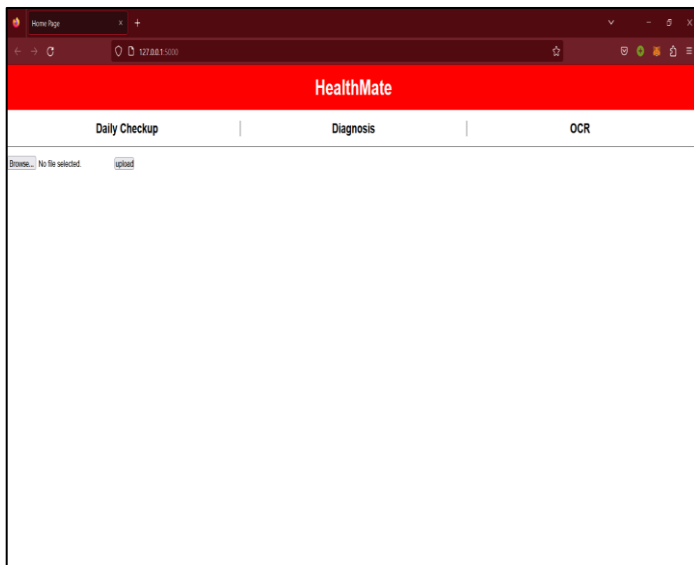 Home Page
127.0.0.1:5000
HealthMate
Daily Checkup Diagnosis OCR
Browse... No file selected. upload